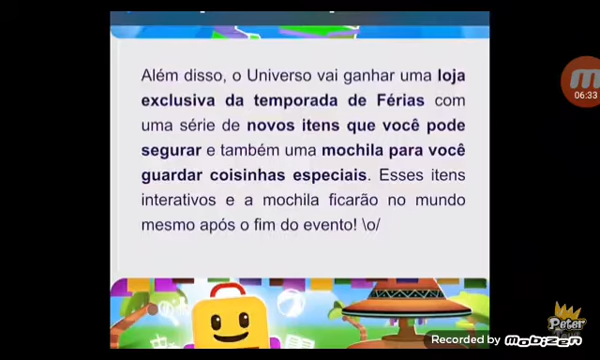 Além disso, o Universo vai ganhar uma loja
exclusiva da temporada de Férias com
uma série de novos itens que você pode
segurar e também uma mochila para você
guardar coisinhas especiais. Esses itens
interativos e a mochila ficarão no mundo
mesmo após o fim do evento! \o/
06:33
Peter
Recorded by mobizen